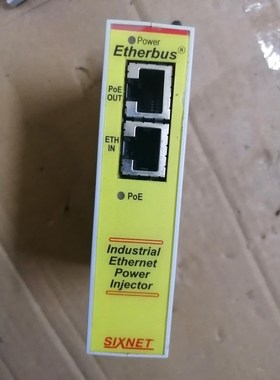 Power
Etherbus®
PoE
OUT
ETH
IN
PoE
Industrial
Ethernet
Power
Injector
SIXNET